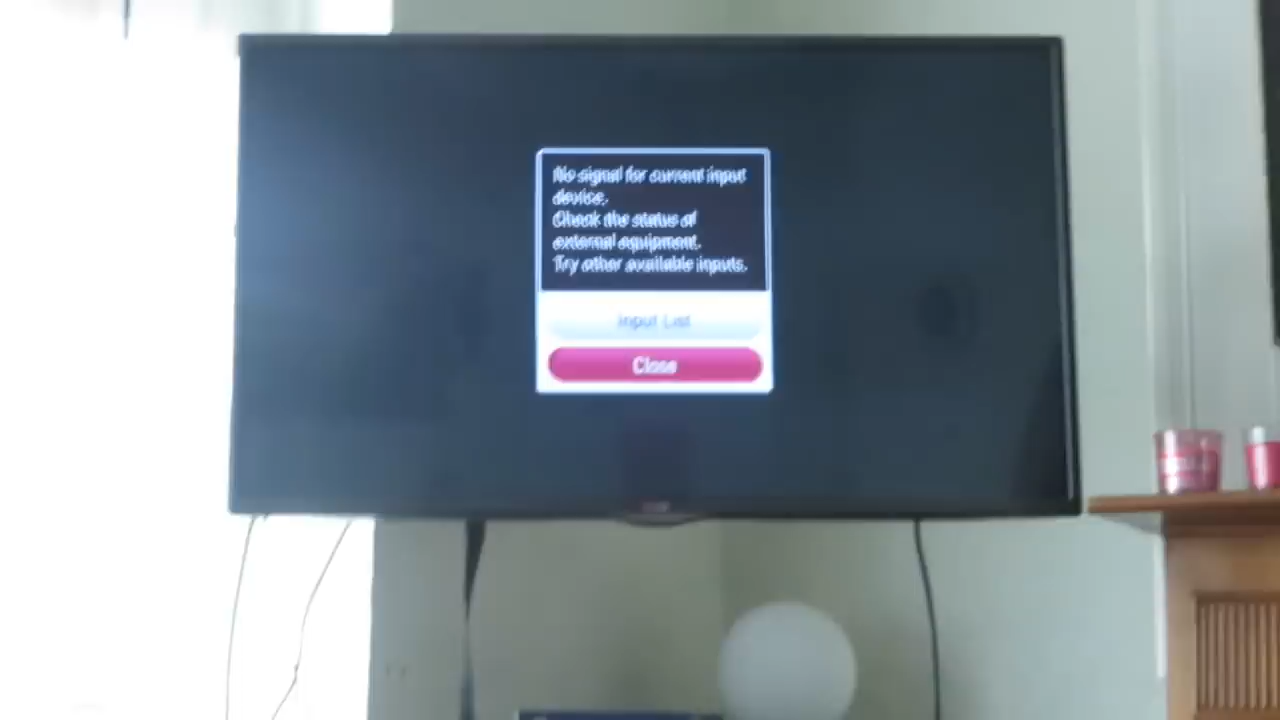 No signal for current input
device.
Check the status of
external equipment.
Try other available inputs.
Input List
Close